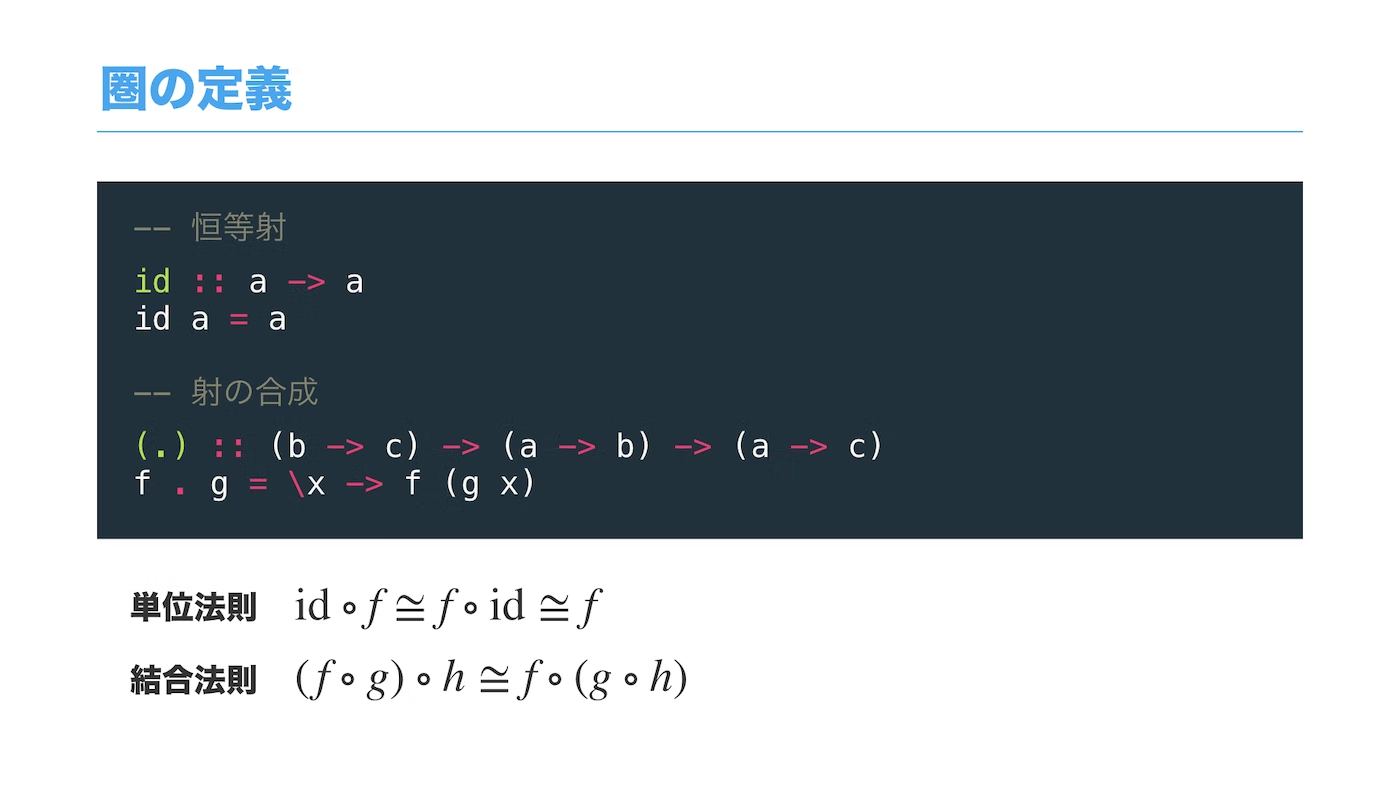 圏の定義
-- 恒等射
id :: a -> a
id a = a
-- 射の合成
(.) :: (b -> c) -> (a -> b) -> (a -> c)
f . g = \x -> f (g x)
単位法則 id ∘ f ≅ f ∘ id ≅ f
結合法則 (f ∘ g) ∘ h ≅ f ∘ (g ∘ h)